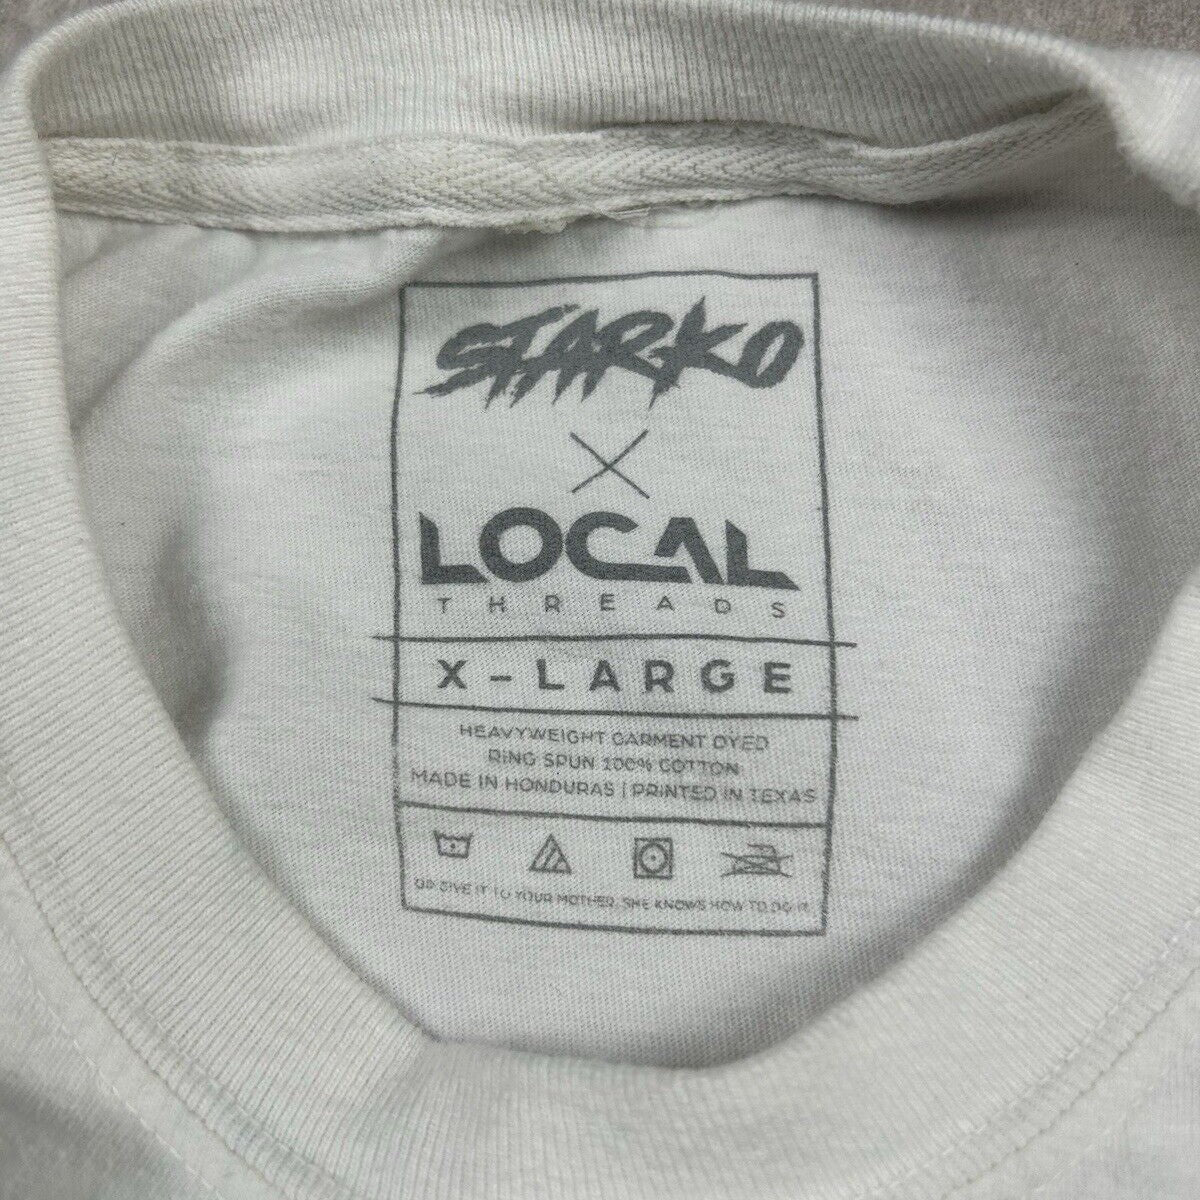 STARKO
X
LOCAL
THREADS
X-LARGE
HEAVYWEIGHT GARMENT DYED
RING SPUN 100% COTTON
MADE IN HONDURAS | PRINTED IN TEXAS
OR GIVE IT TO YOUR MOTHER, SHE KNOWS HOW TO DO IT